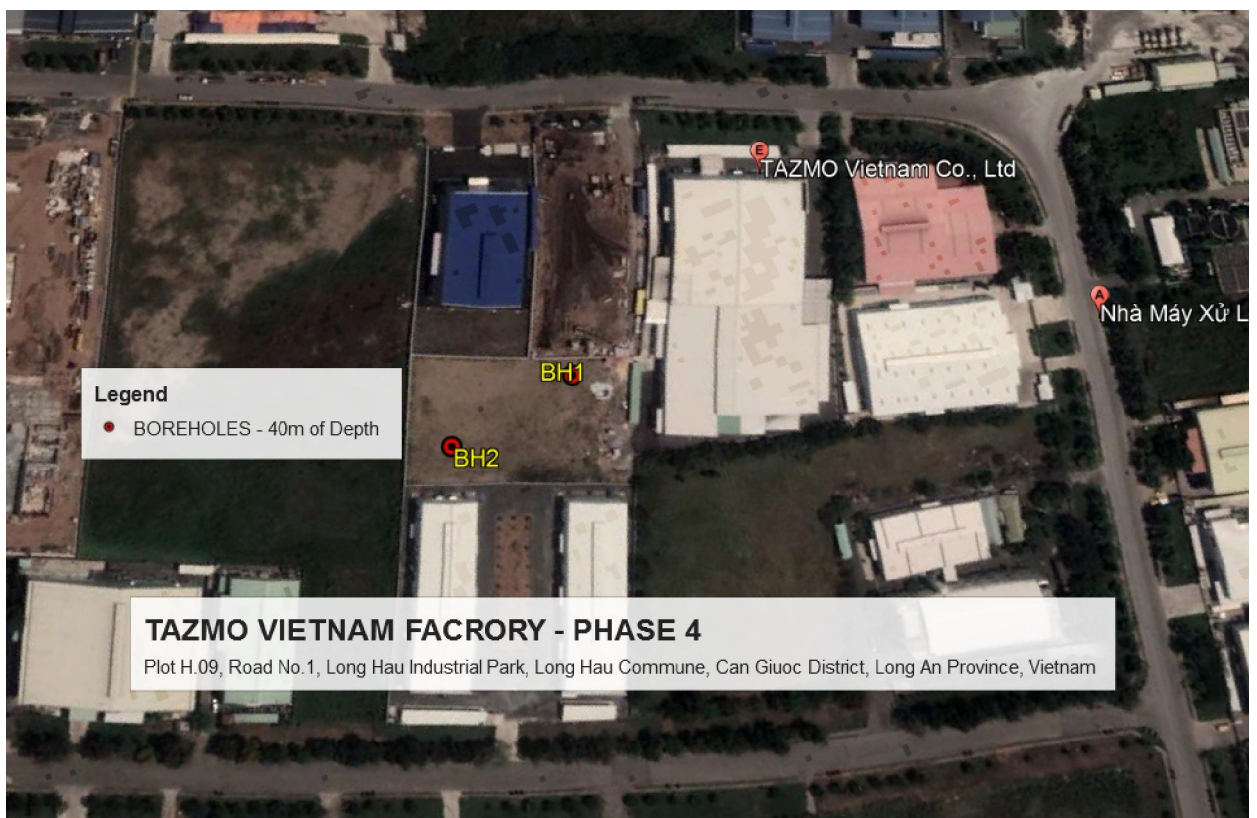 E
TAZMO Vietnam Co., Ltd
A
Nhà Máy Xử L
BH1
Legend
BOREHOLES - 40m of Depth
BH2
TAZMO VIETNAM FACRORY - PHASE 4
Plot H.09, Road No.1, Long Hau Industrial Park, Long Hau Commune, Can Giuoc District, Long An Province, Vietnam